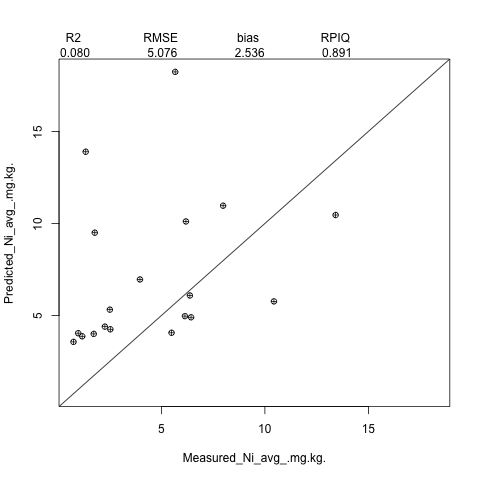 R2 RMSE bias RPIQ
0.080 5.076 2.536 0.891
15
10
5
Predicted_Ni_avg_.mg.kg.
5 10 15
Measured_Ni_avg_.mg.kg.